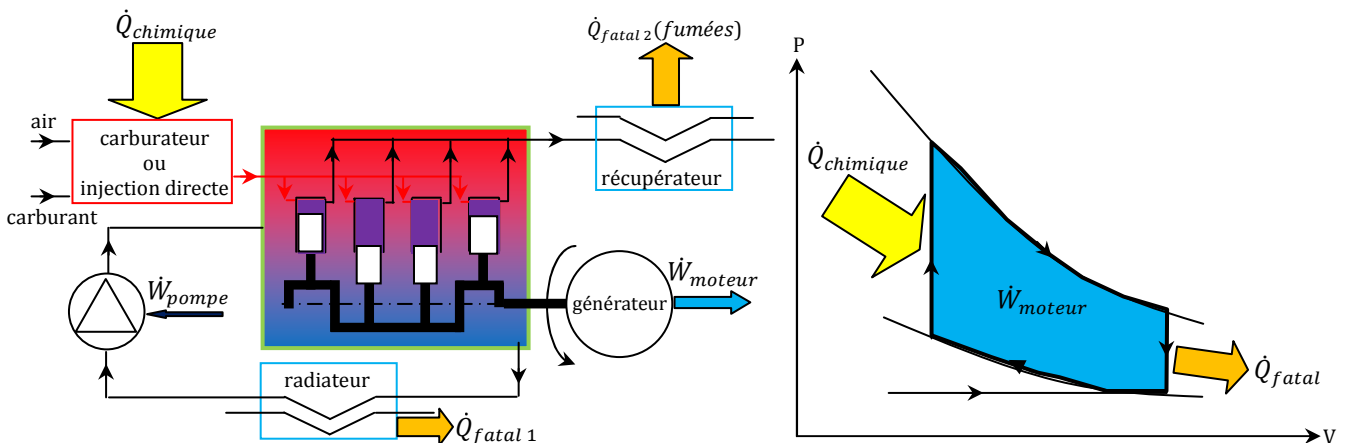 Q̇chimique
air
carburateur
ou
injection directe
carburant
Ẇpompe
radiateur
Q̇fatal 1
Q̇fatal 2(fumées)
récupérateur
générateur
Ẇmoteur
P
Q̇chimique
Ẇmoteur
Q̇fatal
V